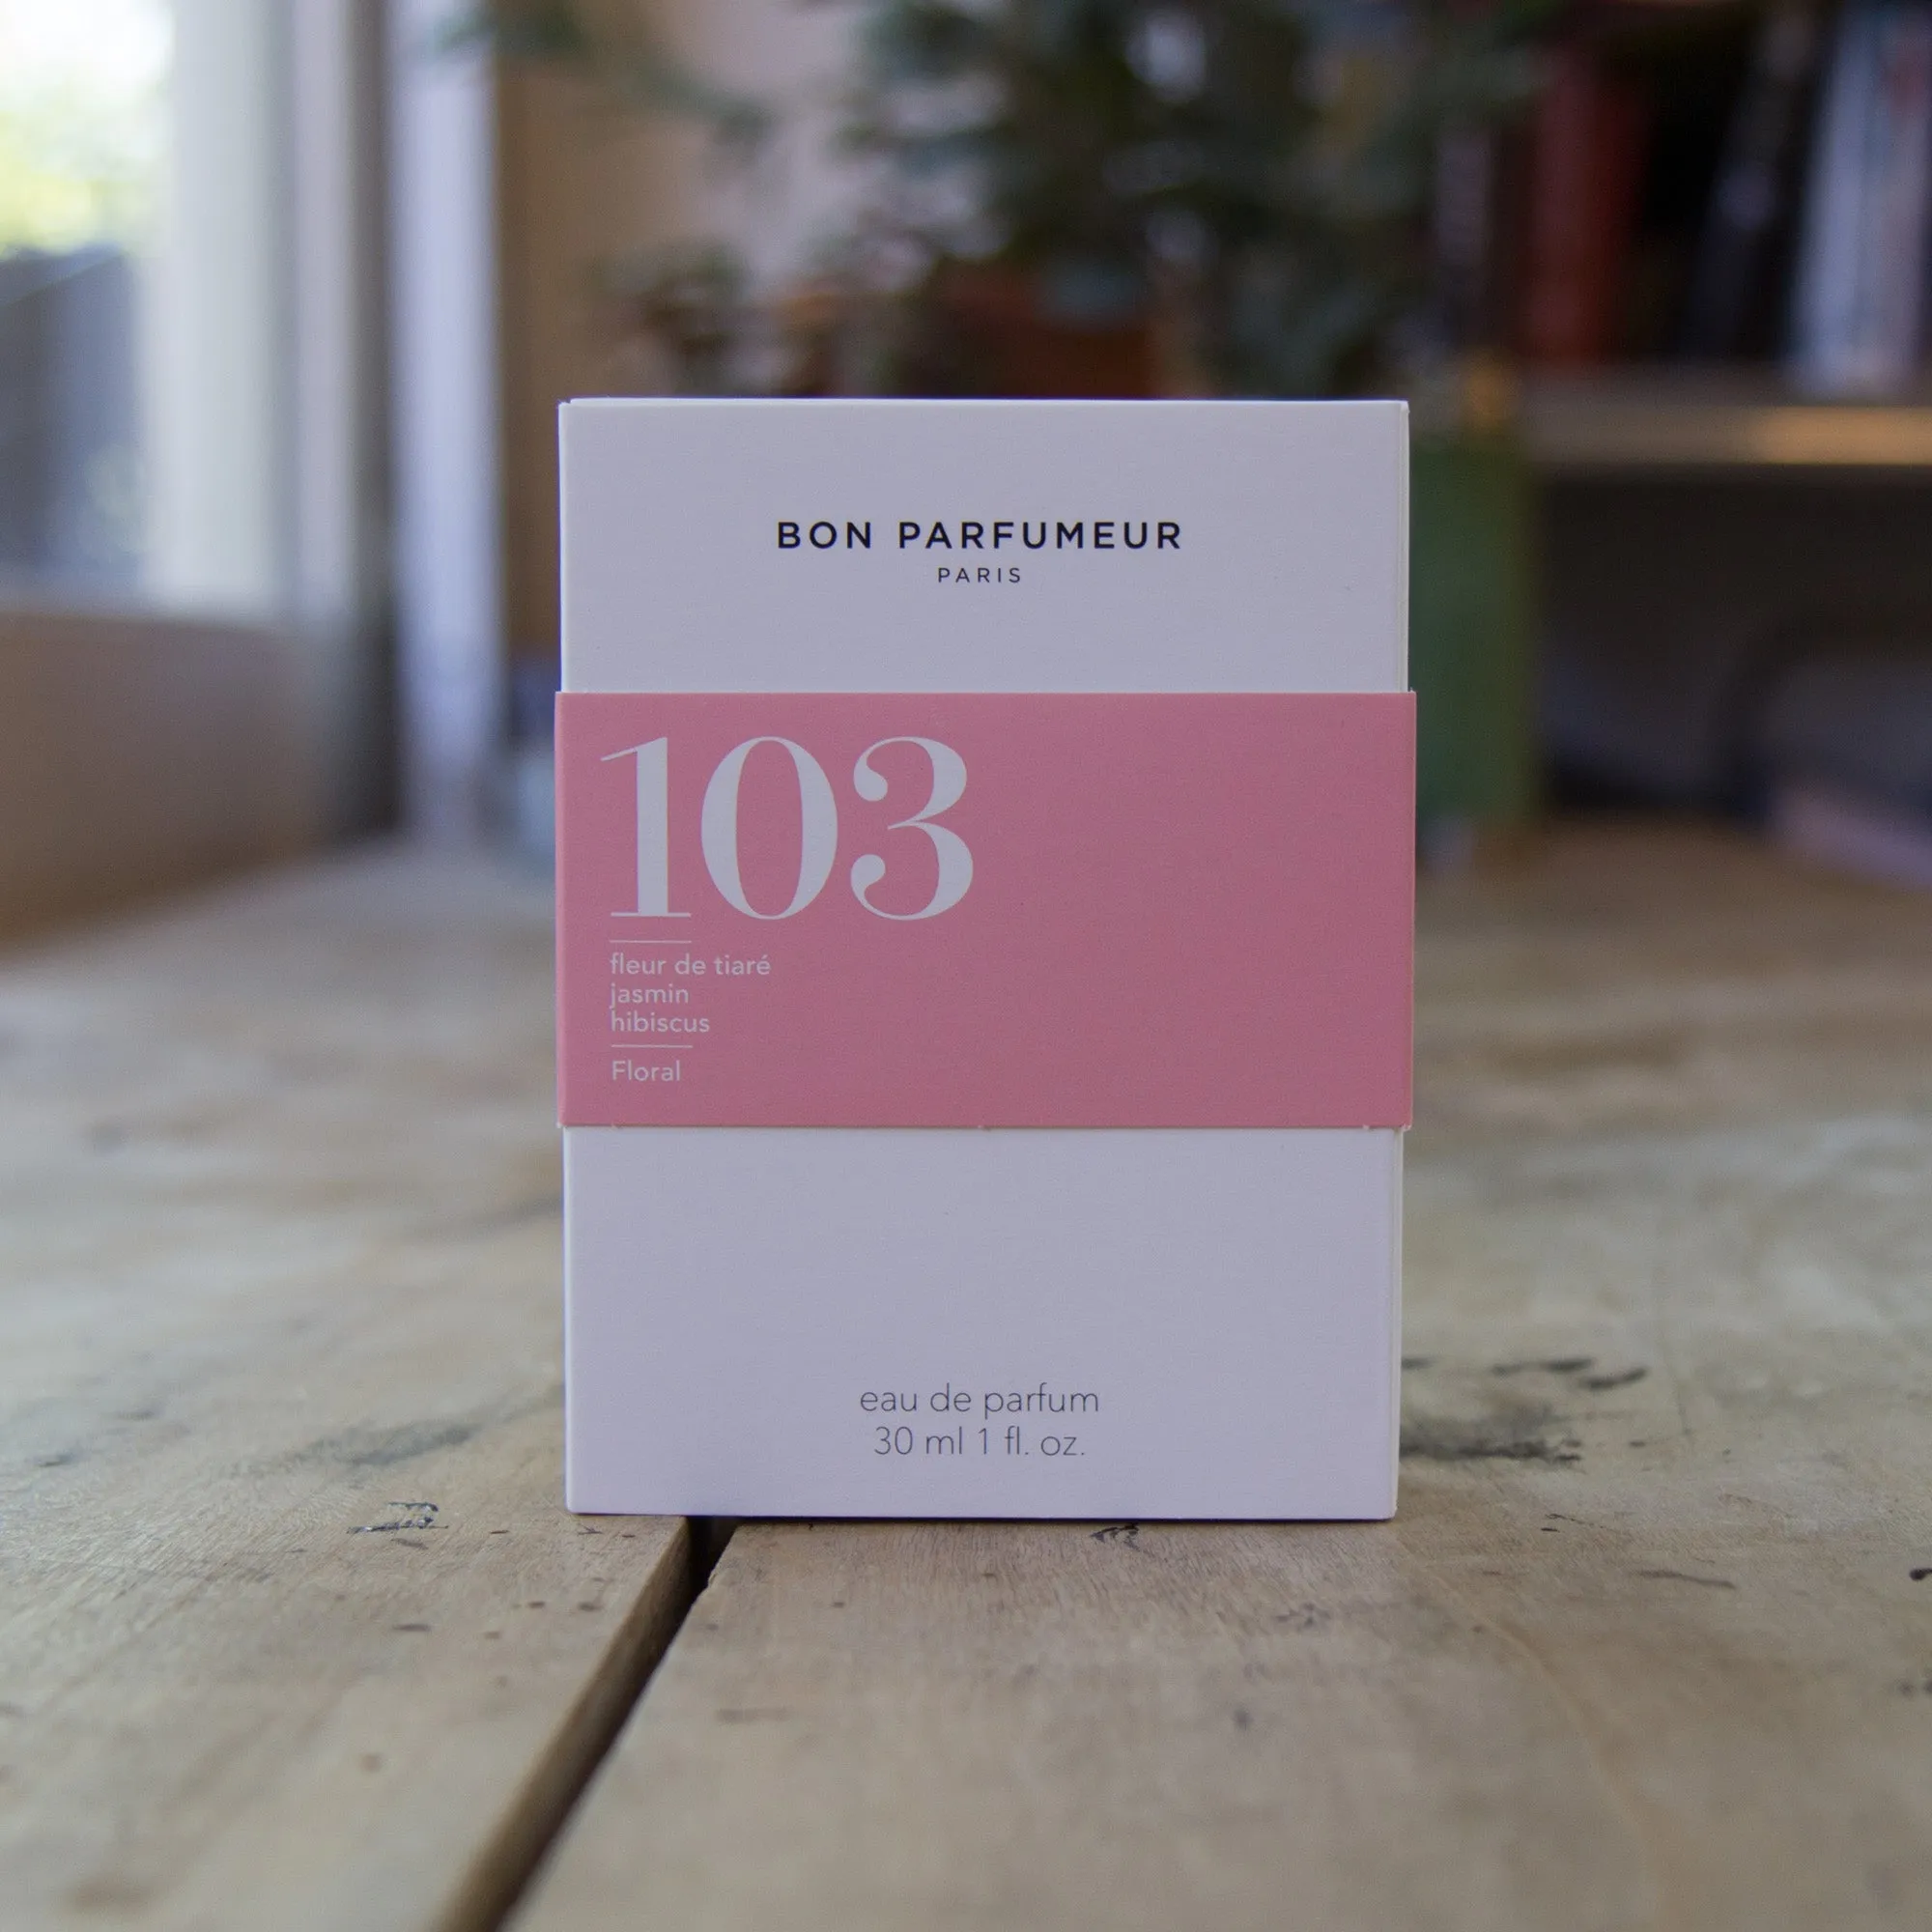 BON PARFUMEUR
PARIS
103
fleur de tiaré
jasmin
hibiscus
Floral
eau de parfum
30 ml 1 fl. oz.